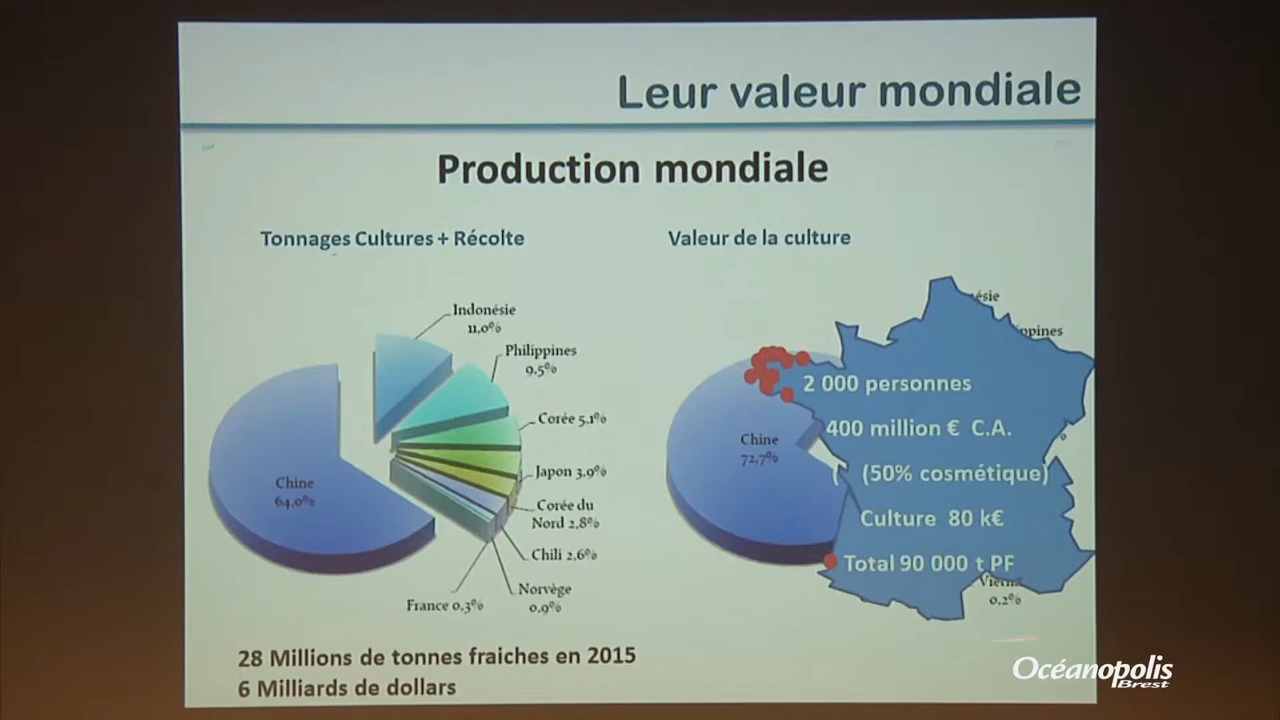 Leur valeur mondiale
Production mondiale
Tonnages Cultures + Récolte
Valeur de la culture
Indonésie
11,0%
Philippines
9,5%
Corée 5,1%
Japon 3,9%
Corée du
Nord 2,8%
Chili 2,6%
Norvège
0,9%
France 0,3%
Chine
64,0%
ésie
ppines
Chine
72,7%
2 000 personnes
400 million € C.A.
( (50% cosmétique)
Culture 80 k€
Total 90 000 t PF
0,2%
28 Millions de tonnes fraiches en 2015
6 Milliards de dollars
Océanopolis
Brest